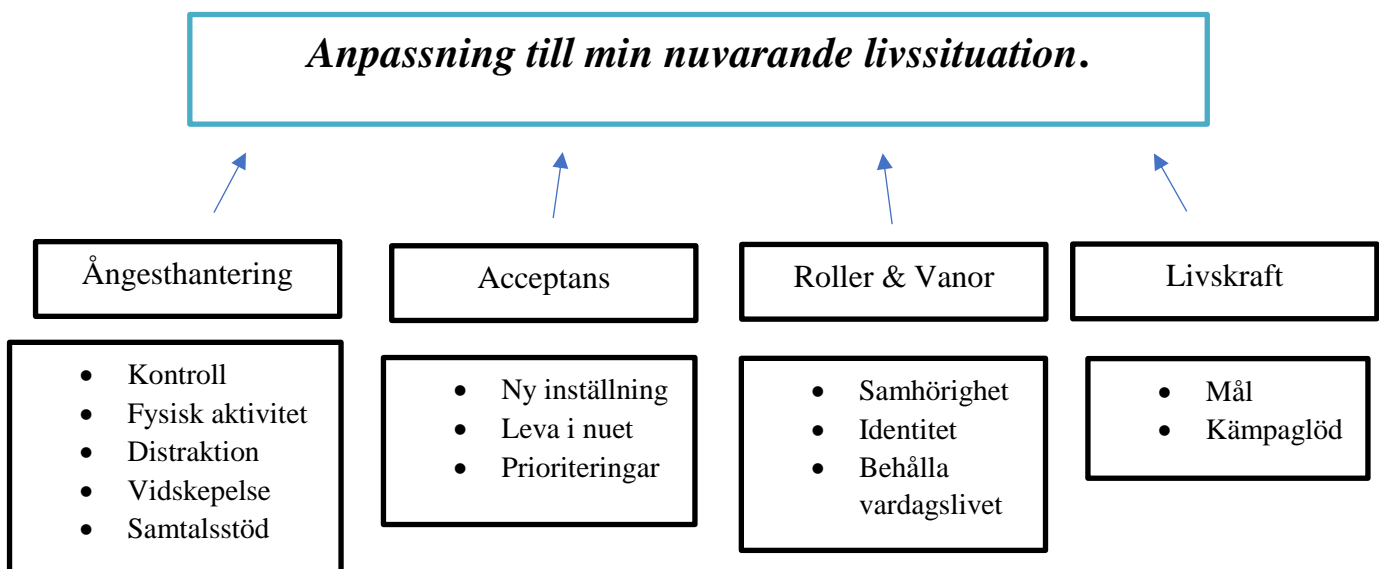 Anpassning till min nuvarande livssituation.
Ångesthantering
Acceptans
Roller & Vanor
Livskraft
• Kontroll
• Fysisk aktivitet
• Distraktion
• Vidskepelse
• Samtalsstöd
• Ny inställning
• Leva i nuet
• Prioriteringar
• Samhörighet
• Identitet
• Behålla
vardagslivet
• Mål
• Kämpaglöd